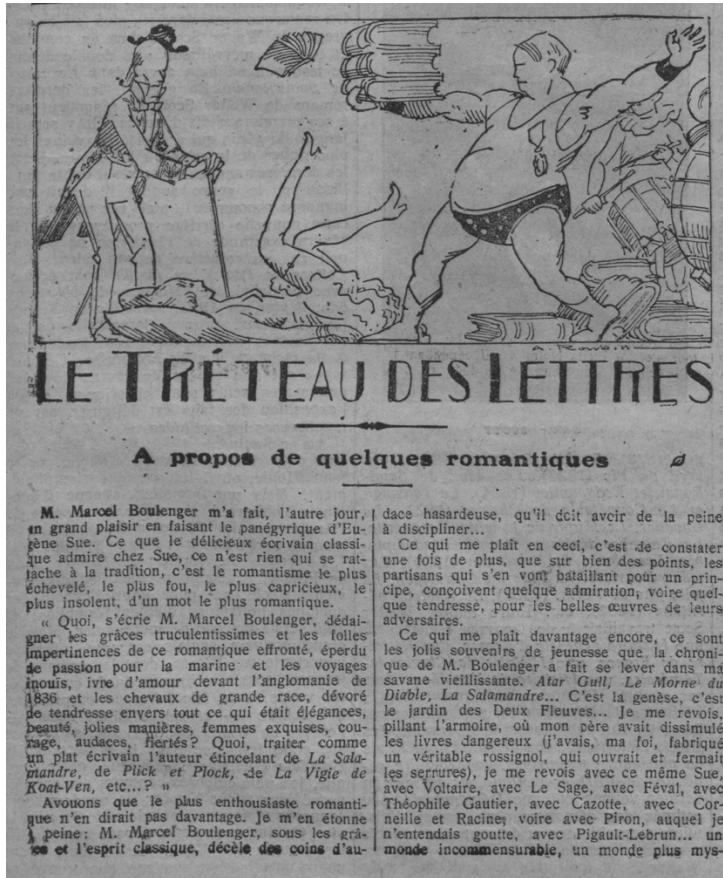 LE TRÉTEAU DES LETTRES
A propos de quelques romantiques
M. Marcel Boulenger m'a fait, l'autre jour,
un grand plaisir en faisant le panégyrique d'Eu-
gène Sue. Ce que le délicieux écrivain classi-
que admire chez Sue, ce n'est rien qui se rat-
tache à la tradition, c'est le romantisme le plus
échevelé, le plus fou, le plus capricieux, le
plus insolent, d'un mot le plus romantique.
« Quoi, s'écrie M. Marcel Boulenger, dédai-
gner les grâces truculentissimes et les folles
impertinences de ce romantique effronté, éperdu
de passion pour la marine et les voyages
inouïs, ivre d'amour devant l'anglomanie de
1836 et les chevaux de grande race, dévoré
de tendresse envers tout ce qui était élégances,
beauté, jolies manières, femmes exquises, cou-
rage, audaces, fiertés ? Quoi, traiter comme
un plat écrivain l'auteur étincelant de La Sala-
mandre, de Plick et Plock, de La Vigie de
Koat-Ven, etc...? »
Avouons que le plus enthousiaste romanti-
que n'en dirait pas davantage. Je m'en étonne
à peine : M. Marcel Boulenger, sous les grâ-
ces et l'esprit classique, décèle des coins d'au-
dace hasardeuse, qu'il doit avoir de la peine
à discipliner...
Ce qui me plaît en ceci, c'est de constater
une fois de plus, que sur bien des points, les
partisans qui s'en vont bataillant pour un prin-
cipe, conçoivent quelque admiration, voire quel-
que tendresse, pour les belles œuvres de leurs
adversaires.
Ce qui me plaît davantage encore, ce sont
les jolis souvenirs de jeunesse que la chroni-
que de M. Boulenger a fait se lever dans ma
savane vieillissante. Atar Gull, Le Morne du
Diable, La Salamandre... C'est la genèse, c'est
le jardin des Deux Fleuves... Je me revois,
pillant l'armoire, où mon père avait dissimulé
les livres dangereux (j'avais, ma foi, fabriqué
un véritable rossignol, qui ouvrait et fermait
les serrures), je me revois avec ce même Sue,
avec Voltaire, avec Le Sage, avec Féval, avec
Théophile Gautier, avec Cazotte, avec Cor-
neille et Racine, voire avec Piron, auquel je
n'entendais goutte, avec Pigault-Lebrun... un
monde incommensurable, un monde plus mys-